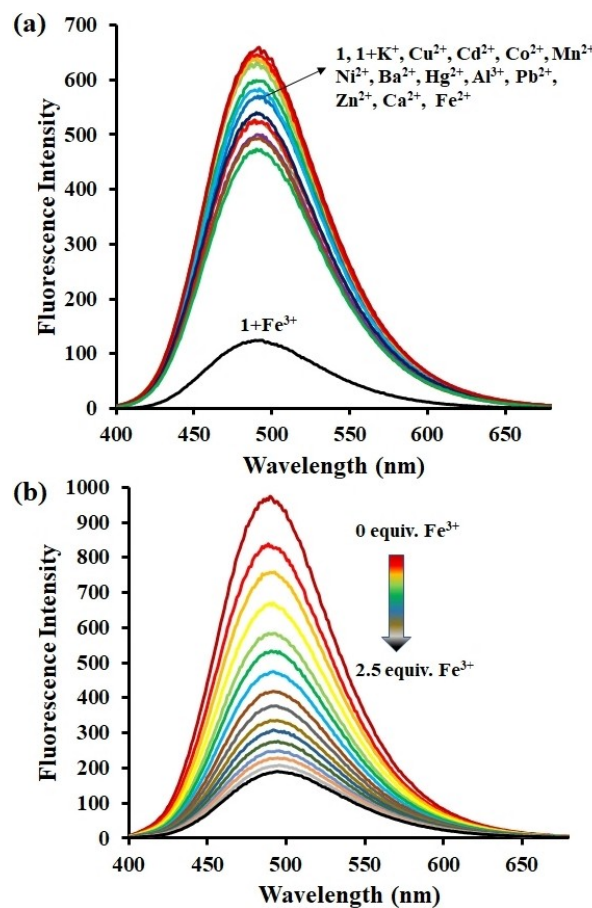 (a)
Fluorescence Intensity
700
600
500
400
300
200
100
0
1, 1+K⁺, Cu²⁺, Cd²⁺, Co²⁺, Mn²⁺
Ni²⁺, Ba²⁺, Hg²⁺, Al³⁺, Pb²⁺,
Zn²⁺, Ca²⁺, Fe²⁺
1+Fe³⁺
400 450 500 550 600 650
Wavelength (nm)
(b)
Fluorescence Intensity
1000
900
800
700
600
500
400
300
200
100
0
0 equiv. Fe³⁺
2.5 equiv. Fe³⁺
400 450 500 550 600 650
Wavelength (nm)